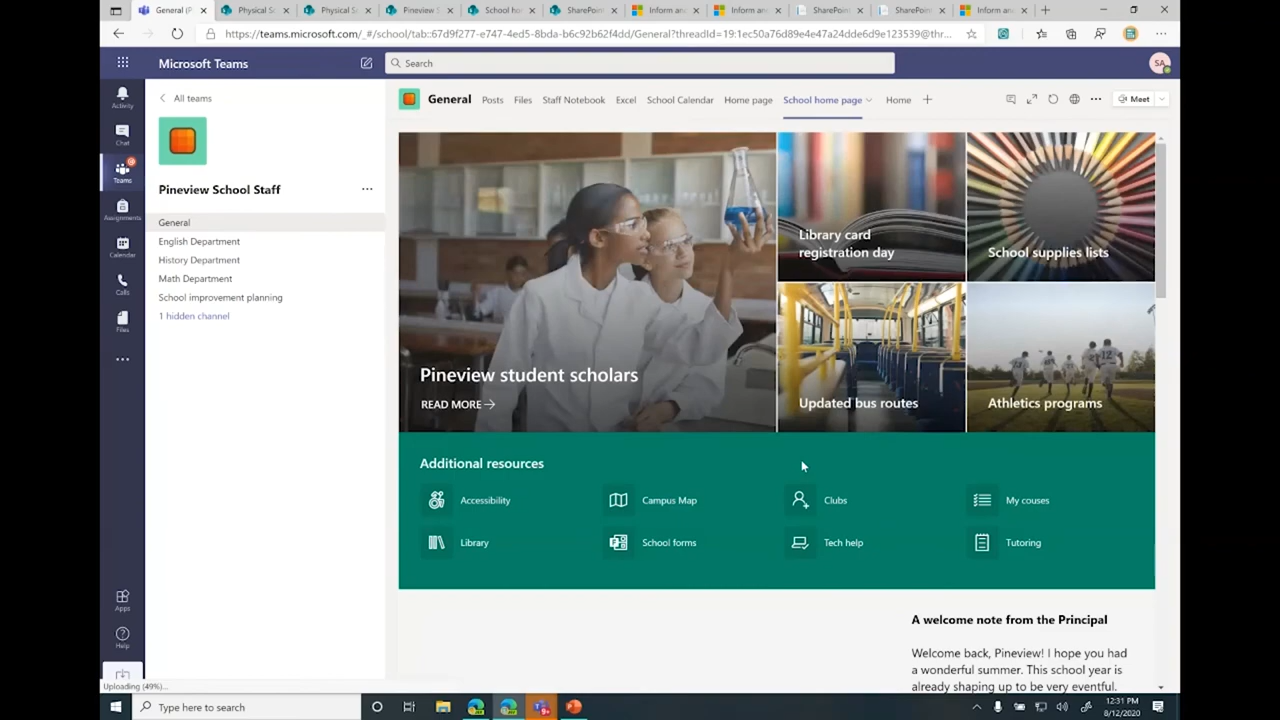 General (P
Physical S
Physical S
Pineview S
School ho
SharePoint
Inform an
Inform an
SharePoint
SharePoint
Inform an
https://teams.microsoft.com/_#/school/tab::67d9f277-e747-4ed5-8bda-b6c92b62f4dd/General?threadId=19:1ec50a76d89e4e47a24dde6d9e123539@thr...
Microsoft Teams
Search
SA
Activity
Chat
Teams
Assignments
Calendar
Calls
Files
Apps
Help
All teams
Pineview School Staff
General
English Department
History Department
Math Department
School improvement planning
1 hidden channel
General Posts Files Staff Notebook Excel School Calendar Home page School home page Home
Meet
Pineview student scholars
READ MORE
Library card
registration day
School supplies lists
Updated bus routes
Athletics programs
12
Additional resources
Accessibility Campus Map Clubs My couses
Library School forms Tech help Tutoring
A welcome note from the Principal
Welcome back, Pineview! I hope you had
a wonderful summer. This school year is
already shaping up to be very eventful.
Uploading (49%)...
Type here to search
12:31 PM
8/12/2020